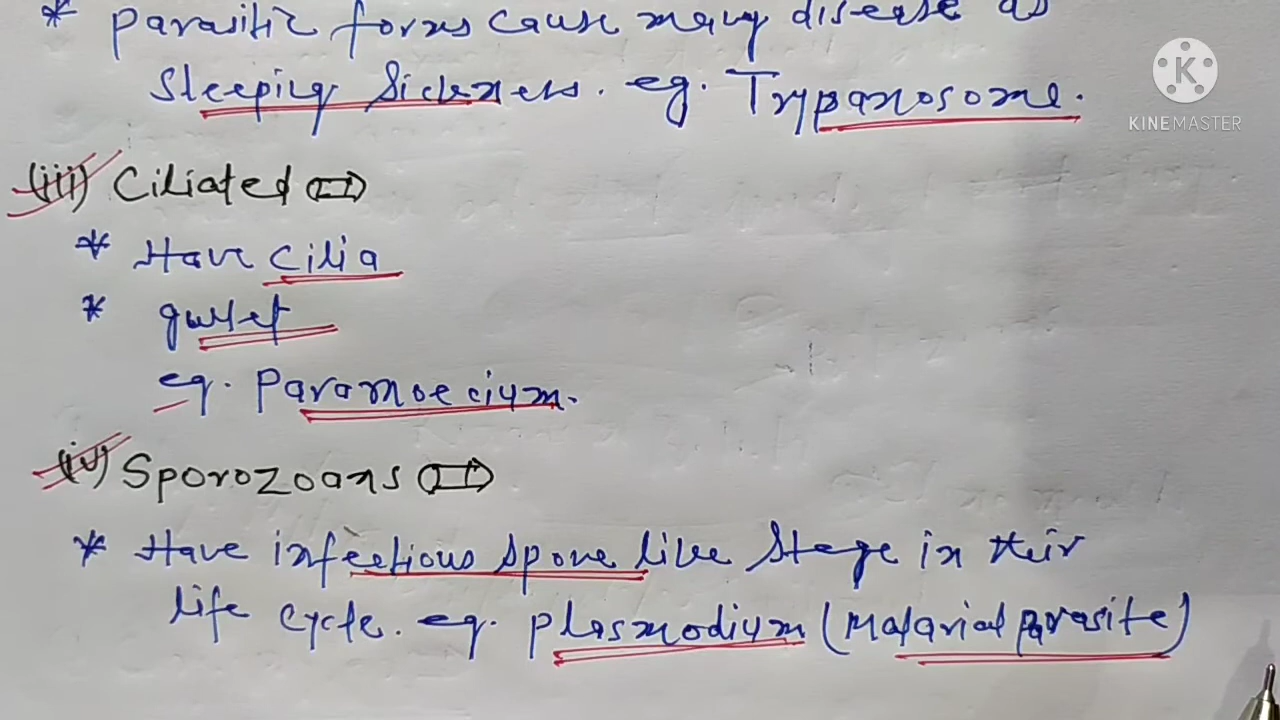 * Parasitic forms cause many disease as
Sleeping Sickness. eg. Trypanosome.
(iii) Ciliated
* Have Cilia
* gullet
eg. Paramoecium.
(iv) Sporozoans
* Have infectious Spore like Stage in their
life cycle. eg. Plasmodium (Malarial Parasite)
K
KINEMASTER